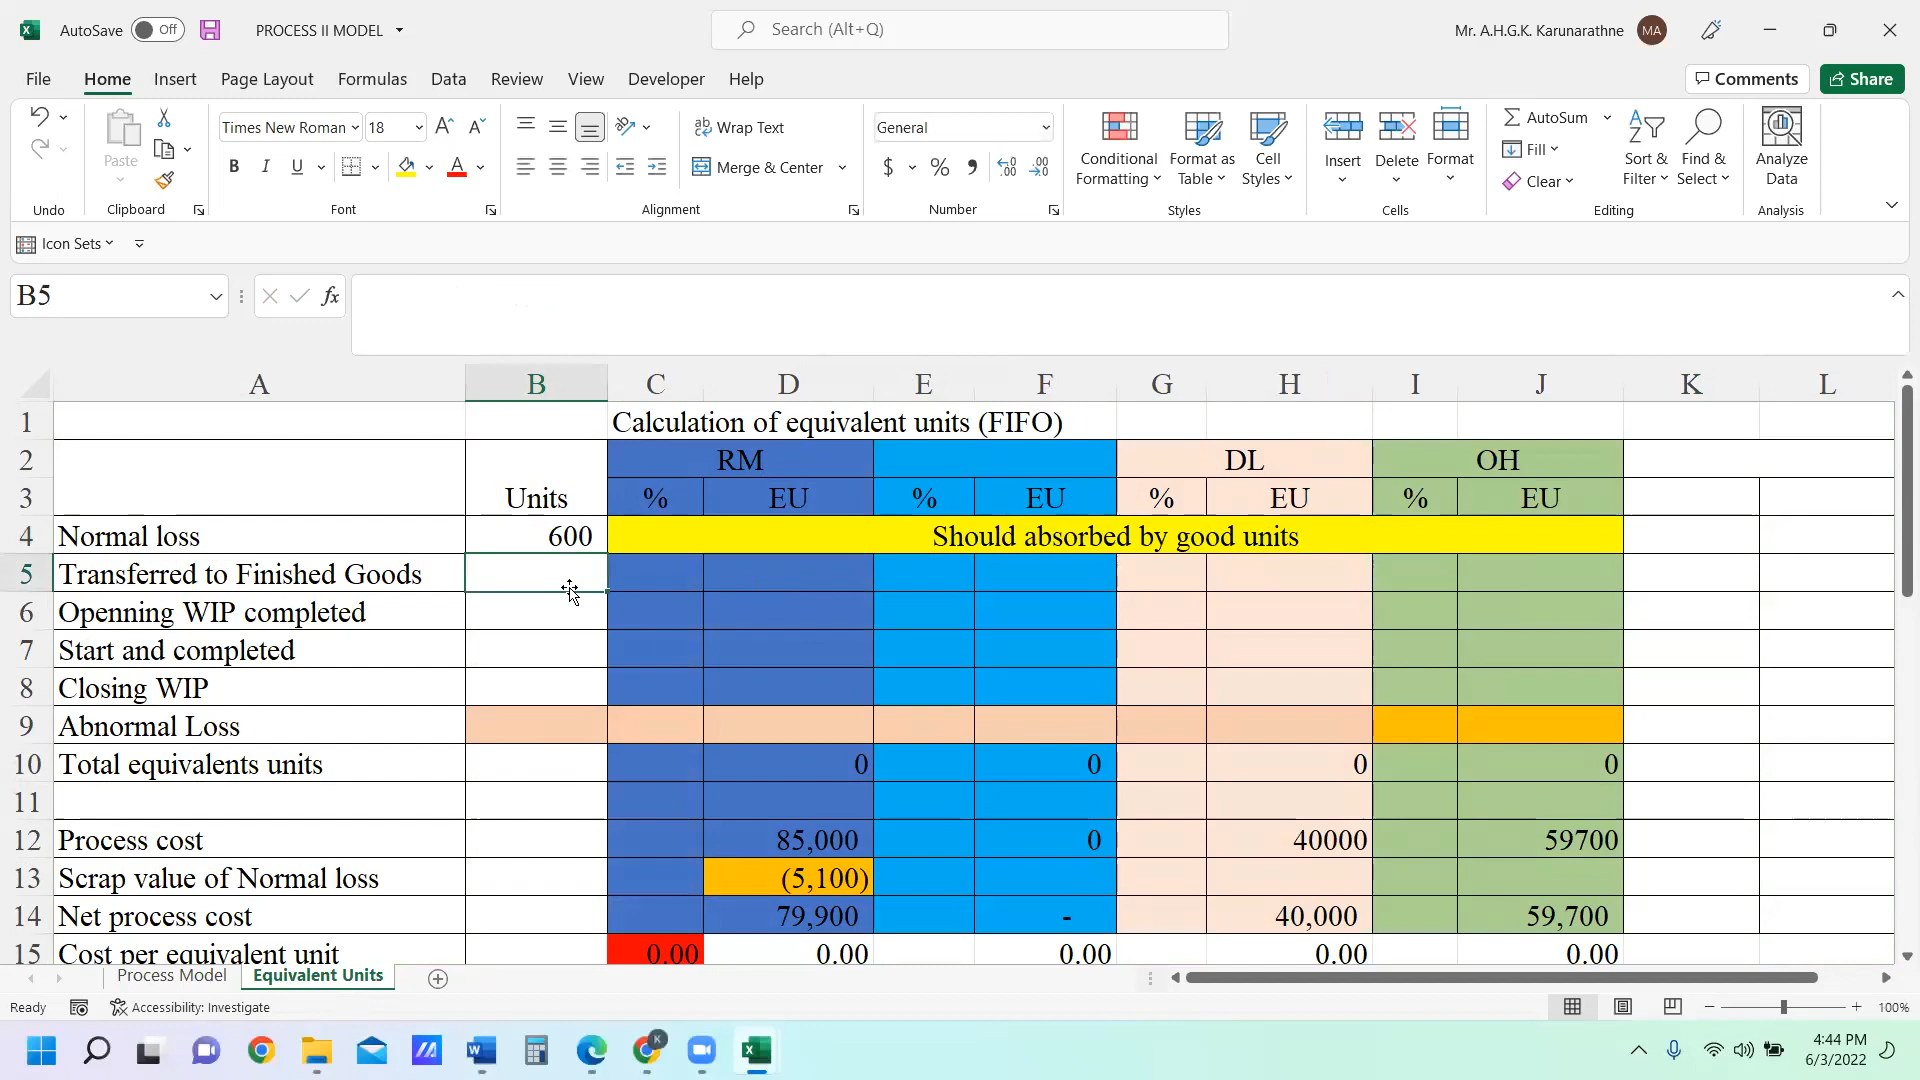 AutoSave Off PROCESS II MODEL Search (Alt+Q) Mr. A.H.G.K. Karunarathne MA
File Home Insert Page Layout Formulas Data Review View Developer Help Comments Share
Times New Roman 18 Wrap Text General AutoSum
Paste B I U Merge & Center $ % Conditional Formatting Format as Table Cell Styles Insert Delete Format Fill Clear Sort & Filter Find & Select Analyze Data
Undo Clipboard Font Alignment Number Styles Cells Editing Analysis
Icon Sets
B5 fx
A B C D E F G H I J K L
1 Calculation of equivalent units (FIFO)
2 RM DL OH
3 Units % EU % EU % EU % EU
4 Normal loss 600 Should absorbed by good units
5 Transferred to Finished Goods
6 Openning WIP completed
7 Start and completed
8 Closing WIP
9 Abnormal Loss
10 Total equivalents units 0 0 0 0
11
12 Process cost 85,000 0 40000 59700
13 Scrap value of Normal loss (5,100)
14 Net process cost 79,900 - 40,000 59,700
15 Cost per equivalent unit 0.00 0.00 0.00 0.00 0.00
Process Model Equivalent Units
Ready Accessibility: Investigate 100%
K
4:44 PM
6/3/2022